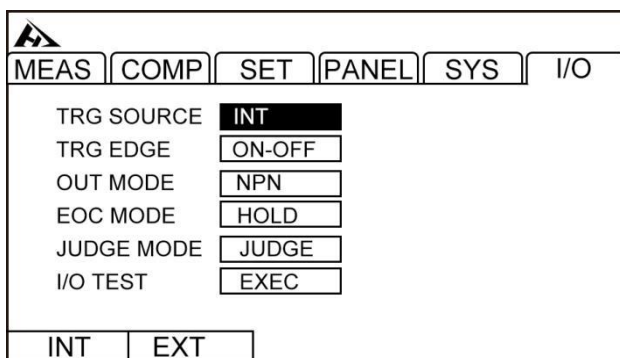 MEAS COMP SET PANEL SYS I/O
TRG SOURCE INT
TRG EDGE ON-OFF
OUT MODE NPN
EOC MODE HOLD
JUDGE MODE JUDGE
I/O TEST EXEC
INT EXT